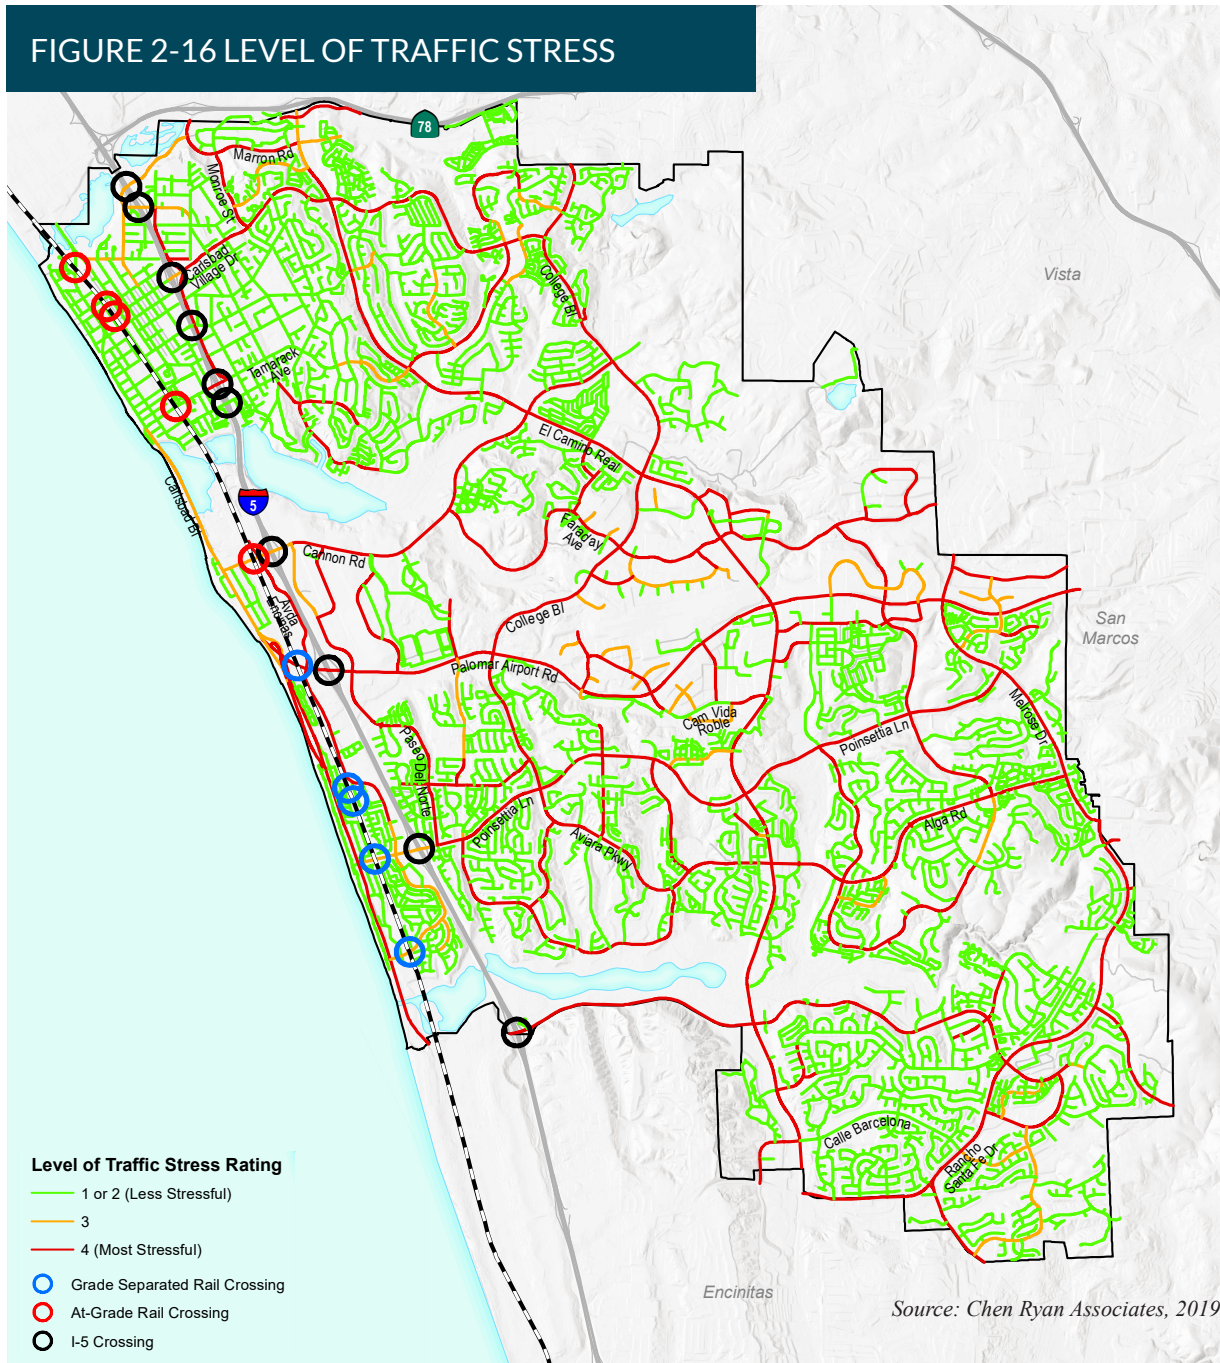 FIGURE 2-16 LEVEL OF TRAFFIC STRESS
78
Marron Rd
Monroe St
Carlsbad
Village Dr
Vista
College Bl
Tamarack
Ave
El Camino Real
Carlsbad Bl
5
Faraday
Ave
Cannon Rd
Avda
Encinas
College Bl
San
Marcos
Palomar Airport Rd
Melrose Dr
Cam Vida
Roble
Poinsettia Ln
Paseo Del Norte
Poinsettia Ln
Alga Rd
Aviara Pkwy
Calle Barcelona
Rancho
Santa Fe Dr
Level of Traffic Stress Rating
1 or 2 (Less Stressful)
3
4 (Most Stressful)
Grade Separated Rail Crossing
At-Grade Rail Crossing
I-5 Crossing
Encinitas
Source: Chen Ryan Associates, 2019